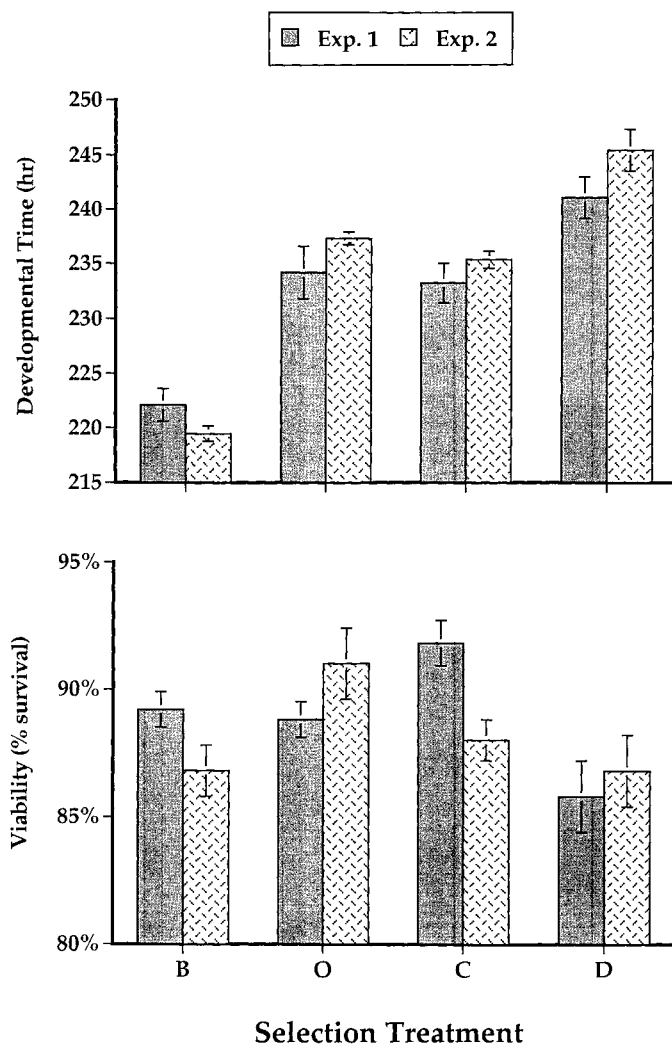 Exp. 1 Exp. 2
Developmental Time (hr)
250
245
240
235
230
225
220
215
Viability (% survival)
95%
90%
85%
80%
B O C D
Selection Treatment